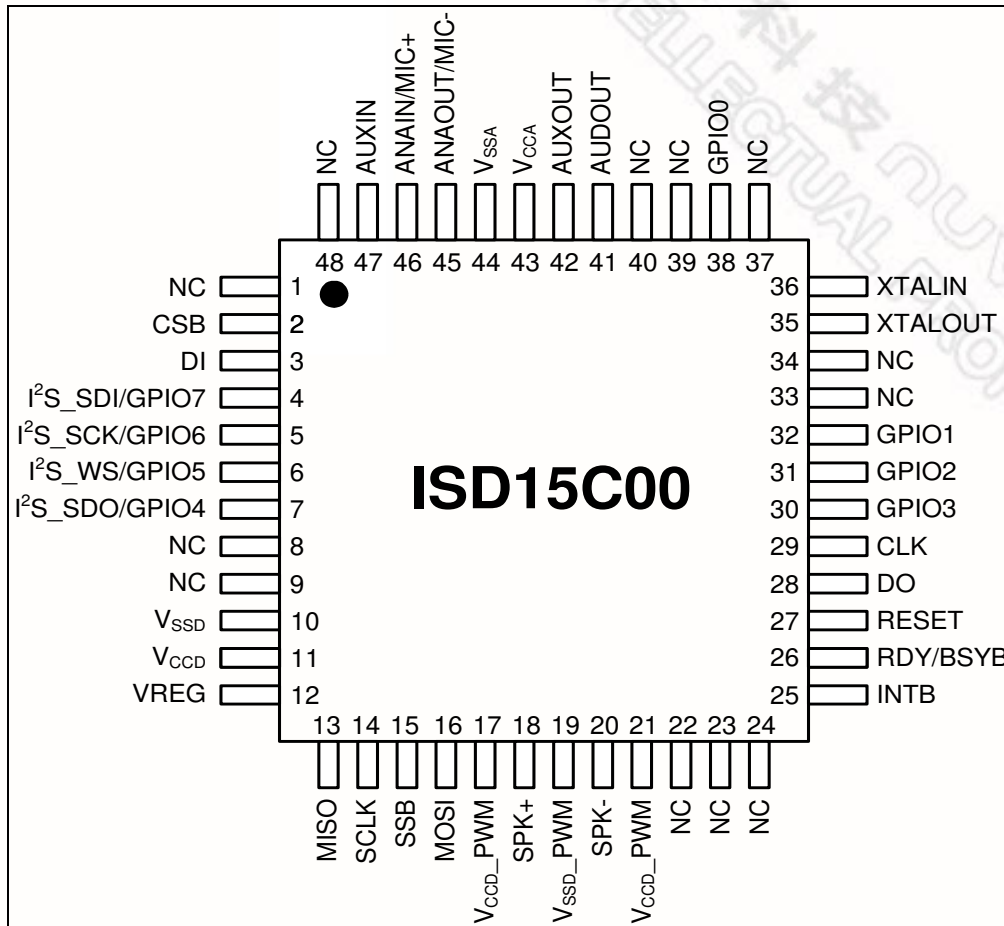 NC
AUXIN
ANAIN/MIC+
ANAOUT/MIC-
VSSA
VCCA
AUXOUT
AUDOUT
NC
NC
GPIO0
NC
48 47 46 45 44 43 42 41 40 39 38 37
NC 1
CSB 2
DI 3
I²S_SDI/GPIO7 4
I²S_SCK/GPIO6 5
I²S_WS/GPIO5 6
I²S_SDO/GPIO4 7
NC 8
NC 9
VSSD 10
VCCD 11
VREG 12
ISD15C00
36 XTALIN
35 XTALOUT
34 NC
33 NC
32 GPIO1
31 GPIO2
30 GPIO3
29 CLK
28 DO
27 RESET
26 RDY/BSYB
25 INTB
13 14 15 16 17 18 19 20 21 22 23 24
MISO
SCLK
SSB
MOSI
VCCD_PWM
SPK+
VSSD_PWM
SPK-
VCCD_PWM
NC
NC
NC
科技